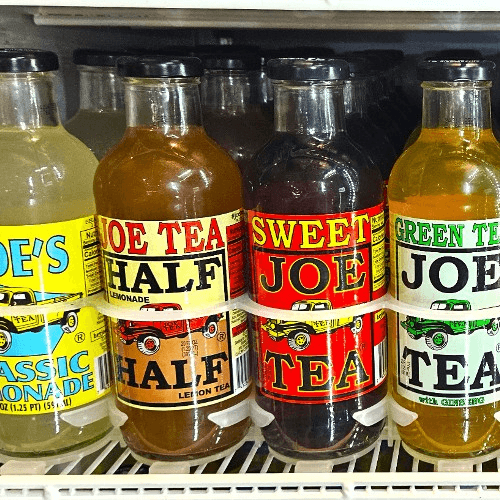 OE'S
ASSIC
ONADE
OZ (1.25 PT) (59
JOE TEA
HALF
LEMONADE
HALF
LEMON TEA
SWEET
JOE
TEA
GREEN TE
JOE
TEA
with GINSENG